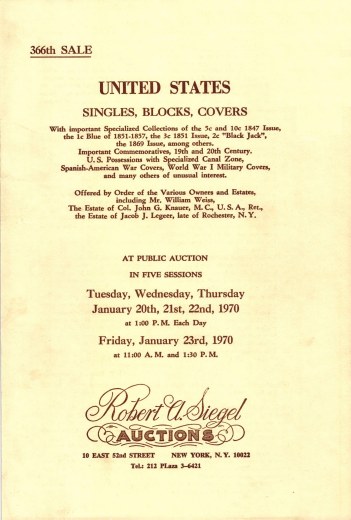 366th SALE
UNITED STATES
SINGLES, BLOCKS, COVERS
With important Specialized Collections of the 5c and 10c 1847 Issue,
the 1c Blue of 1851-1857, the 3c 1851 Issue, 2c "Black Jack",
the 1869 Issue, among others.
Important Commemoratives, 19th and 20th Century.
U. S. Possessions with Specialized Canal Zone,
Spanish-American War Covers, World War I Military Covers,
and many others of unusual interest.
Offered by Order of the Various Owners and Estates,
including Mr. William Weiss,
The Estate of Col. John G. Knauer, M. C., U. S. A., Ret.,
the Estate of Jacob J. Legeer, late of Rochester, N. Y.
AT PUBLIC AUCTION
IN FIVE SESSIONS
Tuesday, Wednesday, Thursday
January 20th, 21st, 22nd, 1970
at 1:00 P. M. Each Day
Friday, January 23rd, 1970
at 11:00 A. M. and 1:30 P. M.
Robert A. Siegel
AUCTIONS
10 EAST 52nd STREET NEW YORK, N. Y. 10022
Tel.: 212 PLaza 3-6421